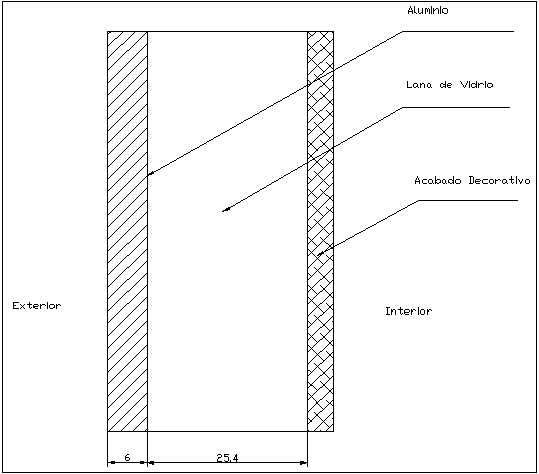 Aluminio
Lana de Vidrio
Acabado Decorativo
Exterior
Interior
6
25.4